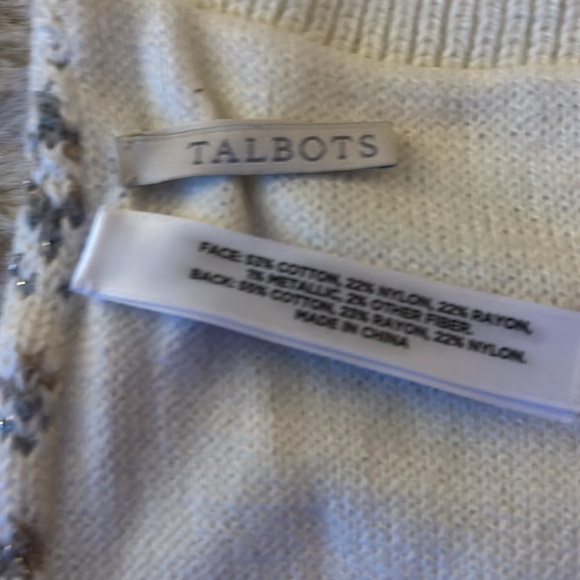 TALBOTS
FACE: 53% COTTON, 22% NYLON, 22% RAYON,
1% METALLIC, 2% OTHER FIBER.
BACK: 55% COTTON, 23% RAYON, 22% NYLON.
MADE IN CHINA